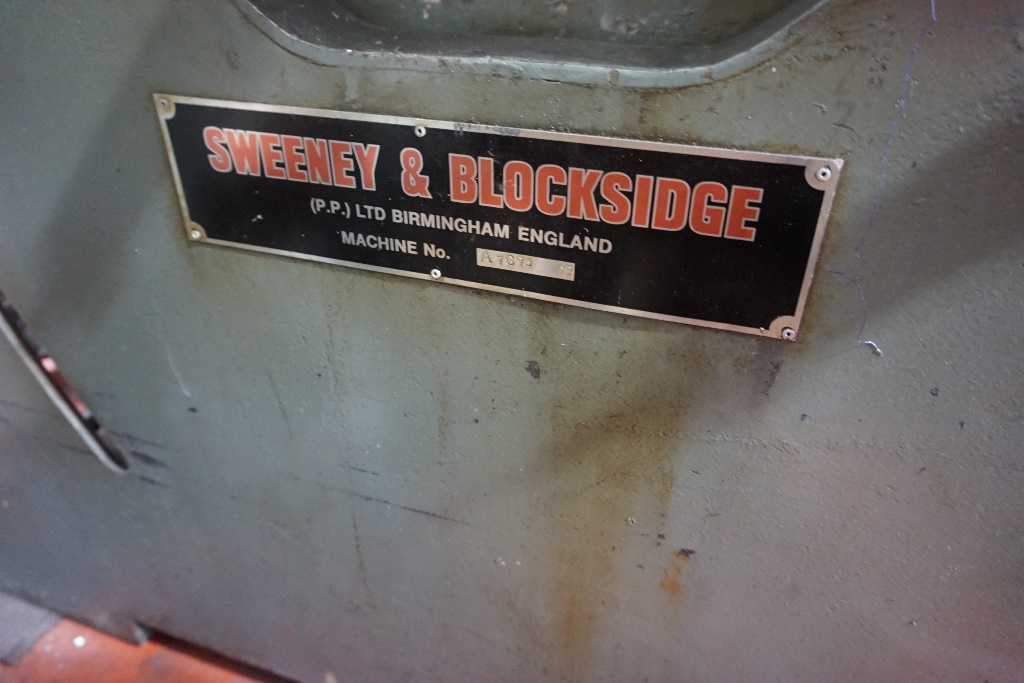 SWEENEY & BLOCKSIDGE
(P.P.) LTD BIRMINGHAM ENGLAND
MACHINE No.